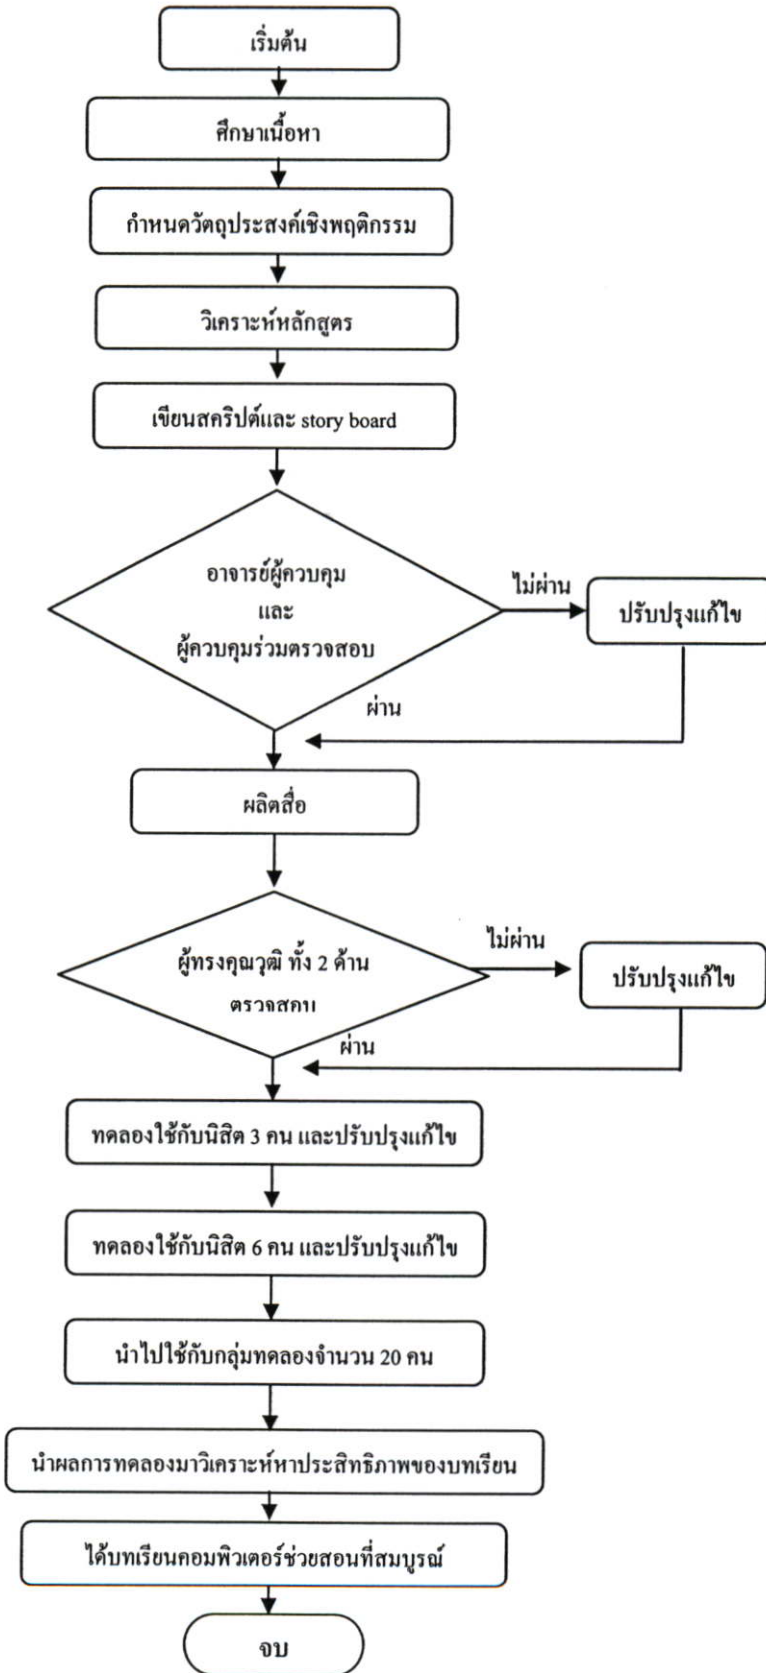 เริ่มต้น
ศึกษาเนื้อหา
กำหนดวัตถุประสงค์เชิงพฤติกรรม
วิเคราะห์หลักสูตร
เขียนสคริปต์และ story board
อาจารย์ผู้ควบคุม
และ
ผู้ควบคุมร่วมตรวจสอบ
ไม่ผ่าน
ปรับปรุงแก้ไข
ผ่าน
ผลิตสื่อ
ผู้ทรงคุณวุฒิ ทั้ง 2 ด้าน
ตรวจสอบ
ไม่ผ่าน
ปรับปรุงแก้ไข
ผ่าน
ทดลองใช้กับนิสิต 3 คน และปรับปรุงแก้ไข
ทดลองใช้กับนิสิต 6 คน และปรับปรุงแก้ไข
นำไปใช้กับกลุ่มทดลองจำนวน 20 คน
นำผลการทดลองมาวิเคราะห์หาประสิทธิภาพของบทเรียน
ได้บทเรียนคอมพิวเตอร์ช่วยสอนที่สมบูรณ์
จบ